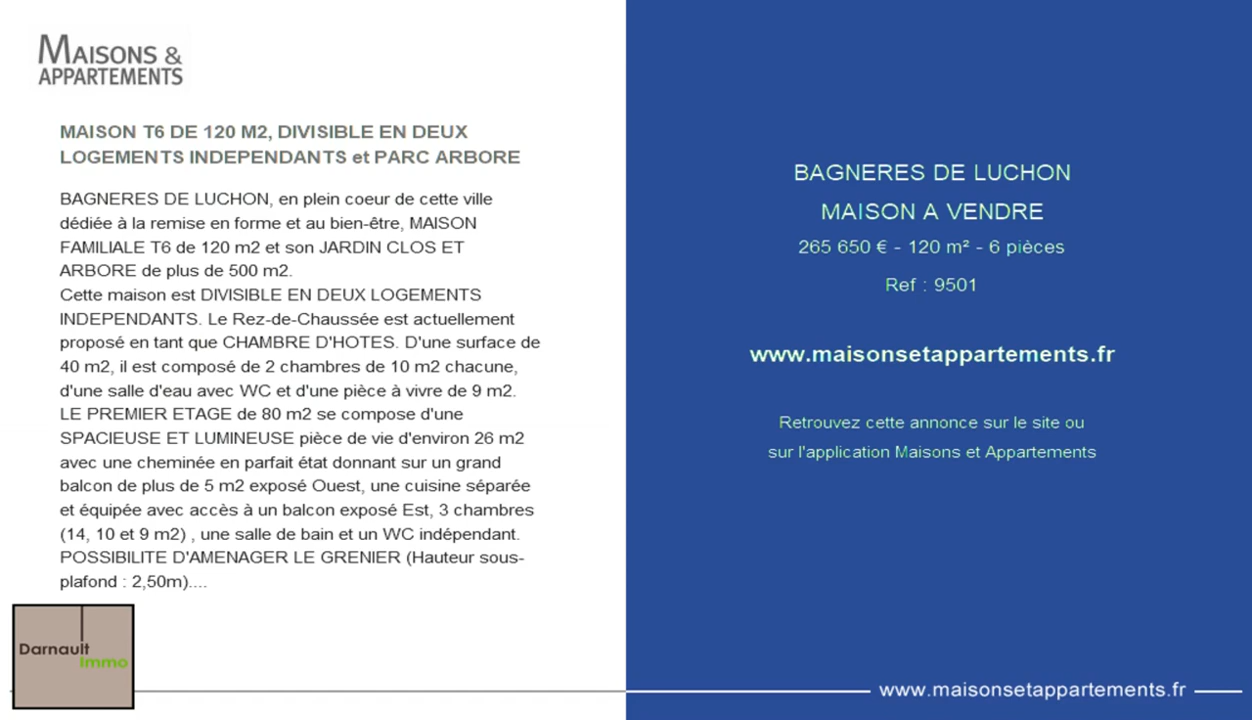 MAISONS &
APPARTEMENTS
MAISON T6 DE 120 M2, DIVISIBLE EN DEUX
LOGEMENTS INDEPENDANTS et PARC ARBORE
BAGNERES DE LUCHON, en plein coeur de cette ville
dédiée à la remise en forme et au bien-être, MAISON
FAMILIALE T6 de 120 m2 et son JARDIN CLOS ET
ARBORE de plus de 500 m2.
Cette maison est DIVISIBLE EN DEUX LOGEMENTS
INDEPENDANTS. Le Rez-de-Chaussée est actuellement
proposé en tant que CHAMBRE D'HOTES. D'une surface de
40 m2, il est composé de 2 chambres de 10 m2 chacune,
d'une salle d'eau avec WC et d'une pièce à vivre de 9 m2.
LE PREMIER ETAGE de 80 m2 se compose d'une
SPACIEUSE ET LUMINEUSE pièce de vie d'environ 26 m2
avec une cheminée en parfait état donnant sur un grand
balcon de plus de 5 m2 exposé Ouest, une cuisine séparée
et équipée avec accès à un balcon exposé Est, 3 chambres
(14, 10 et 9 m2) , une salle de bain et un WC indépendant.
POSSIBILITE D'AMENAGER LE GRENIER (Hauteur sous-
plafond : 2,50m)....
Darnault
Immo
BAGNERES DE LUCHON
MAISON A VENDRE
265 650 € - 120 m² - 6 pièces
Ref : 9501
www.maisonsetappartements.fr
Retrouvez cette annonce sur le site ou
sur l'application Maisons et Appartements
www.maisonsetappartements.fr